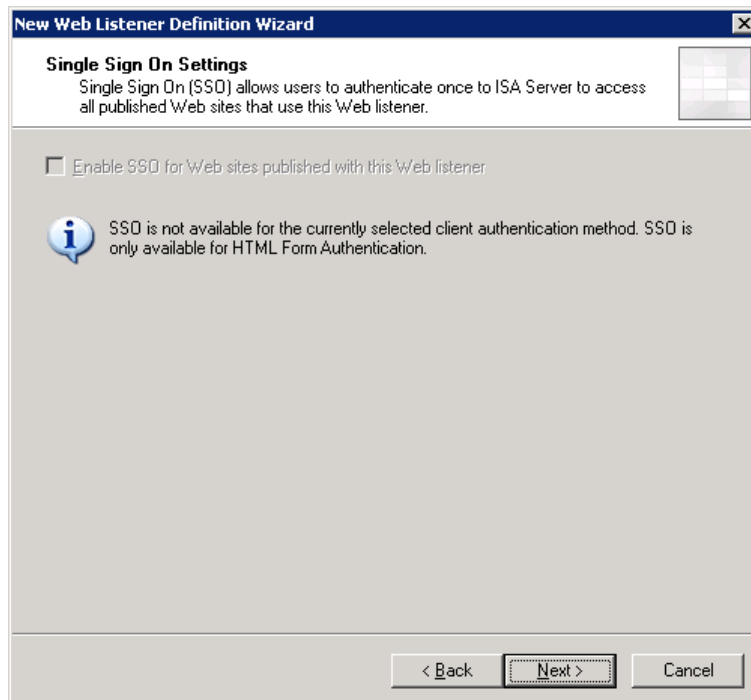 New Web Listener Definition Wizard
Single Sign On Settings
Single Sign On (SSO) allows users to authenticate once to ISA Server to access
all published Web sites that use this Web listener.
Enable SSO for Web sites published with this Web listener
SSO is not available for the currently selected client authentication method. SSO is
only available for HTML Form Authentication.
< Back
Next >
Cancel